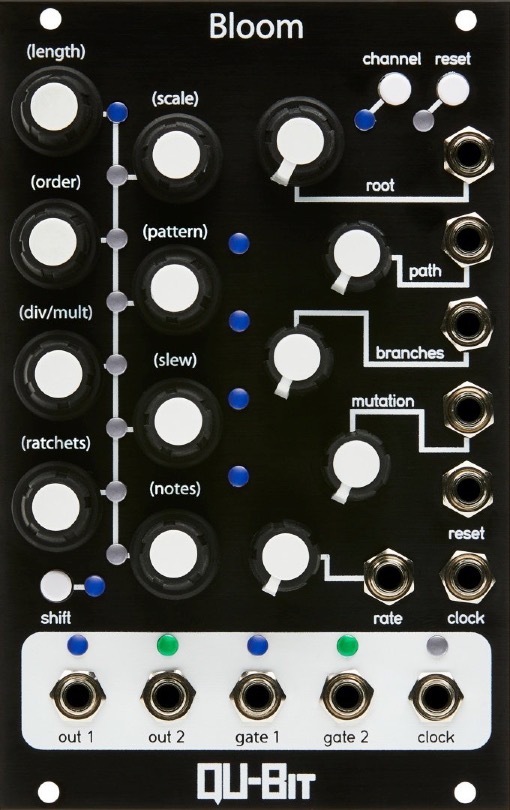 Bloom
(length)
channel reset
(scale)
(order)
root
(pattern)
path
(div/mult)
branches
(slew)
mutation
(ratchets)
(notes)
reset
shift
rate
clock
out 1
out 2
gate 1
gate 2
clock
QU-BIT